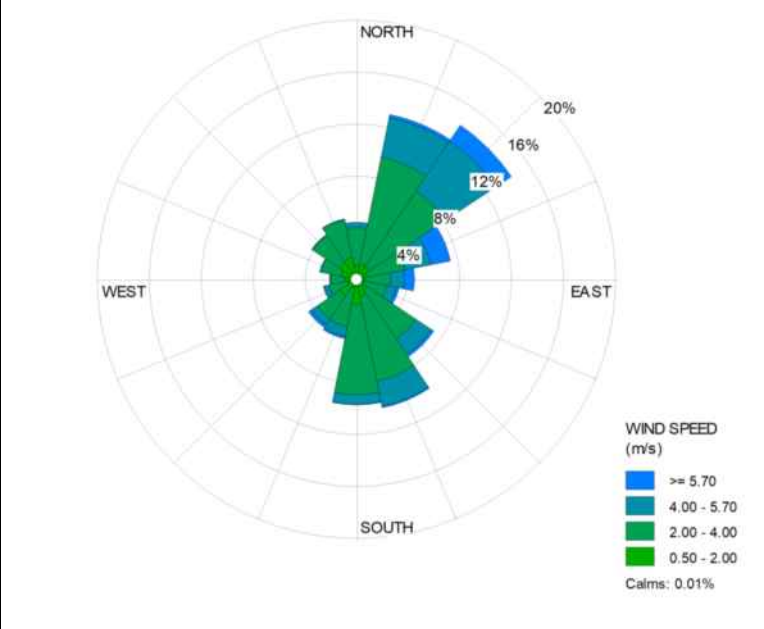 NORTH
20%
16%
12%
8%
4%
WEST
EAST
SOUTH
WIND SPEED
(m/s)
>= 5.70
4.00 - 5.70
2.00 - 4.00
0.50 - 2.00
Calms: 0.01%